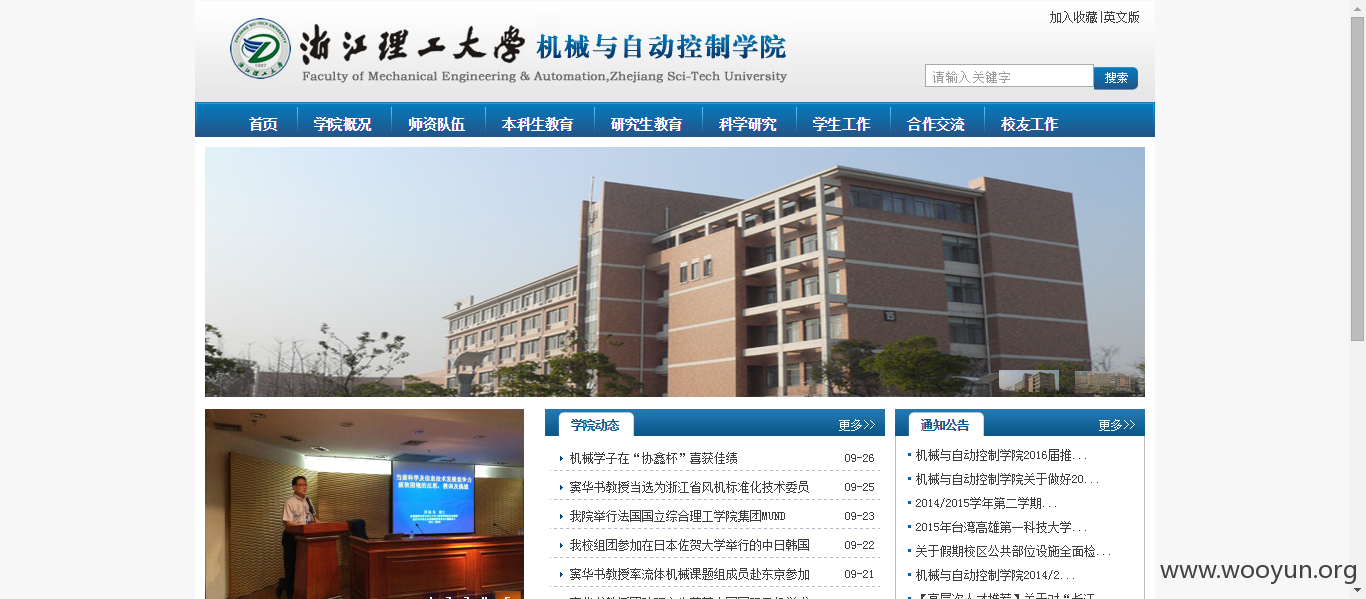 加入收藏 |英文版
浙江理工大学 机械与自动控制学院
Faculty of Mechanical Engineering & Automation,Zhejiang Sci-Tech University
请输入关键字 搜索
首页 学院概况 师资队伍 本科生教育 研究生教育 科学研究 学生工作 合作交流 校友工作
15
学院动态 更多>>
机械学子在“协鑫杯”喜获佳绩 09-26
窦华书教授当选为浙江省风机标准化技术委员 09-25
我院举行法国国立综合理工学院集团MUND 09-23
我校组团参加在日本佐贺大学举行的中日韩国 09-22
窦华书教授率流体机械课题组成员赴东京参加 09-21
通知公告 更多>>
机械与自动控制学院2016届推...
机械与自动控制学院关于做好20...
2014/2015学年第二学期...
2015年台湾高雄第一科技大学...
关于假期校区公共部位设施全面检...
机械与自动控制学院2014/2...
www.wooyun.org